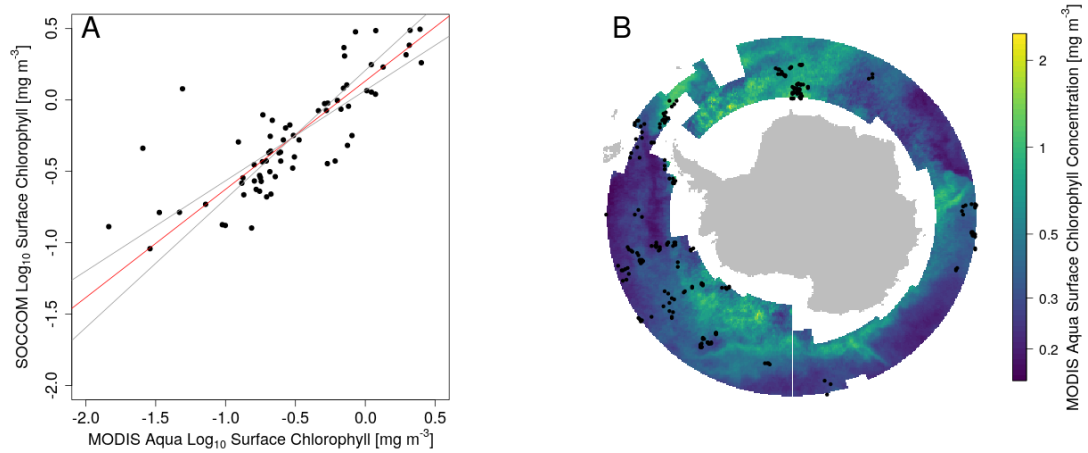 A
SOCCOM Log₁₀ Surface Chlorophyll [mg m⁻³]
0.5
0.0
-0.5
-1.0
-1.5
-2.0
-2.0 -1.5 -1.0 -0.5 0.0 0.5
MODIS Aqua Log₁₀ Surface Chlorophyll [mg m⁻³]
B
2
1
0.5
0.3
0.2
MODIS Aqua Surface Chlorophyll Concentration [mg m⁻³]